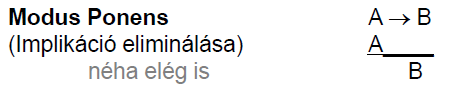 Modus Ponens A → B
(Implikáció eliminálása) A
néha elég is B